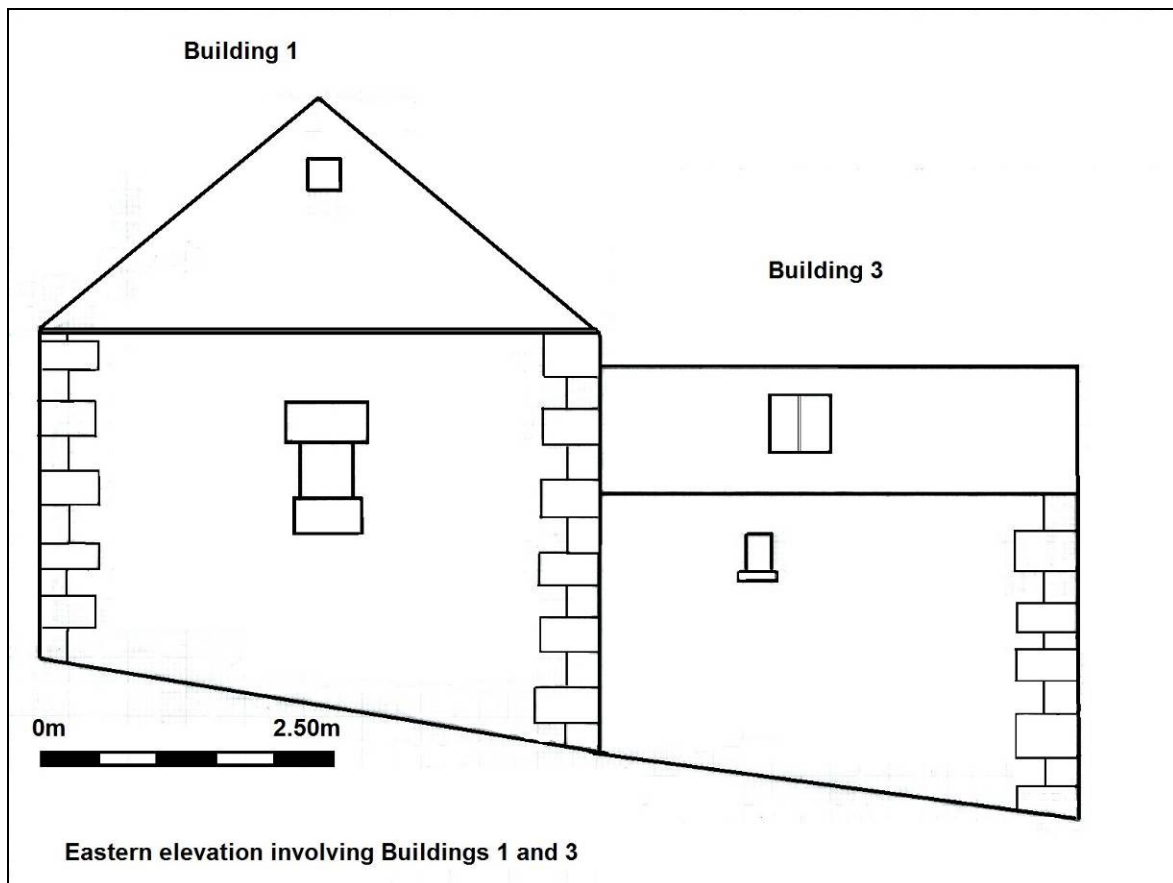 Building 1
Building 3
0m 2.50m
Eastern elevation involving Buildings 1 and 3